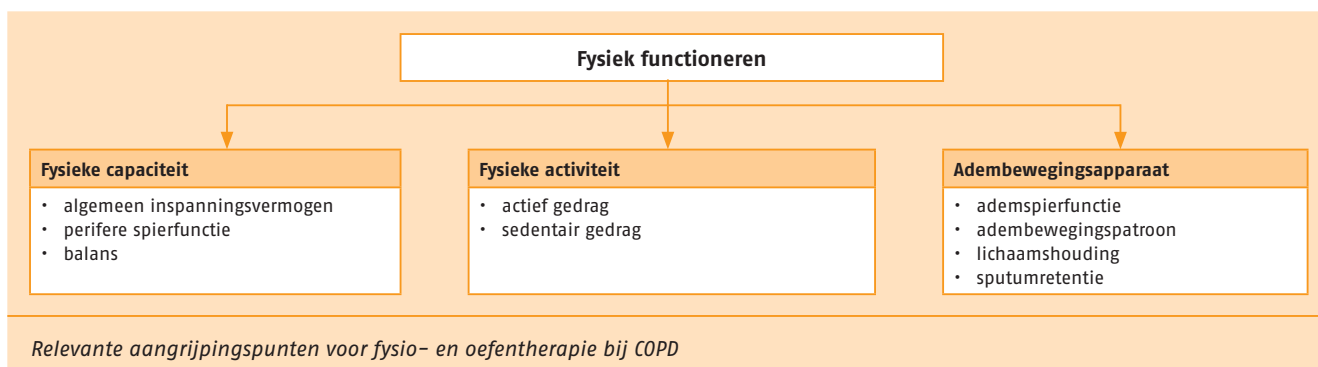 Fysiek functioneren
Fysieke capaciteit
• algemeen inspanningsvermogen
• perifere spierfunctie
• balans
Fysieke activiteit
• actief gedrag
• sedentair gedrag
Adembewegingsapparaat
• ademspierfunctie
• adembewegingspatroon
• lichaamshouding
• sputumretentie
Relevante aangrijpingspunten voor fysio- en oefentherapie bij COPD